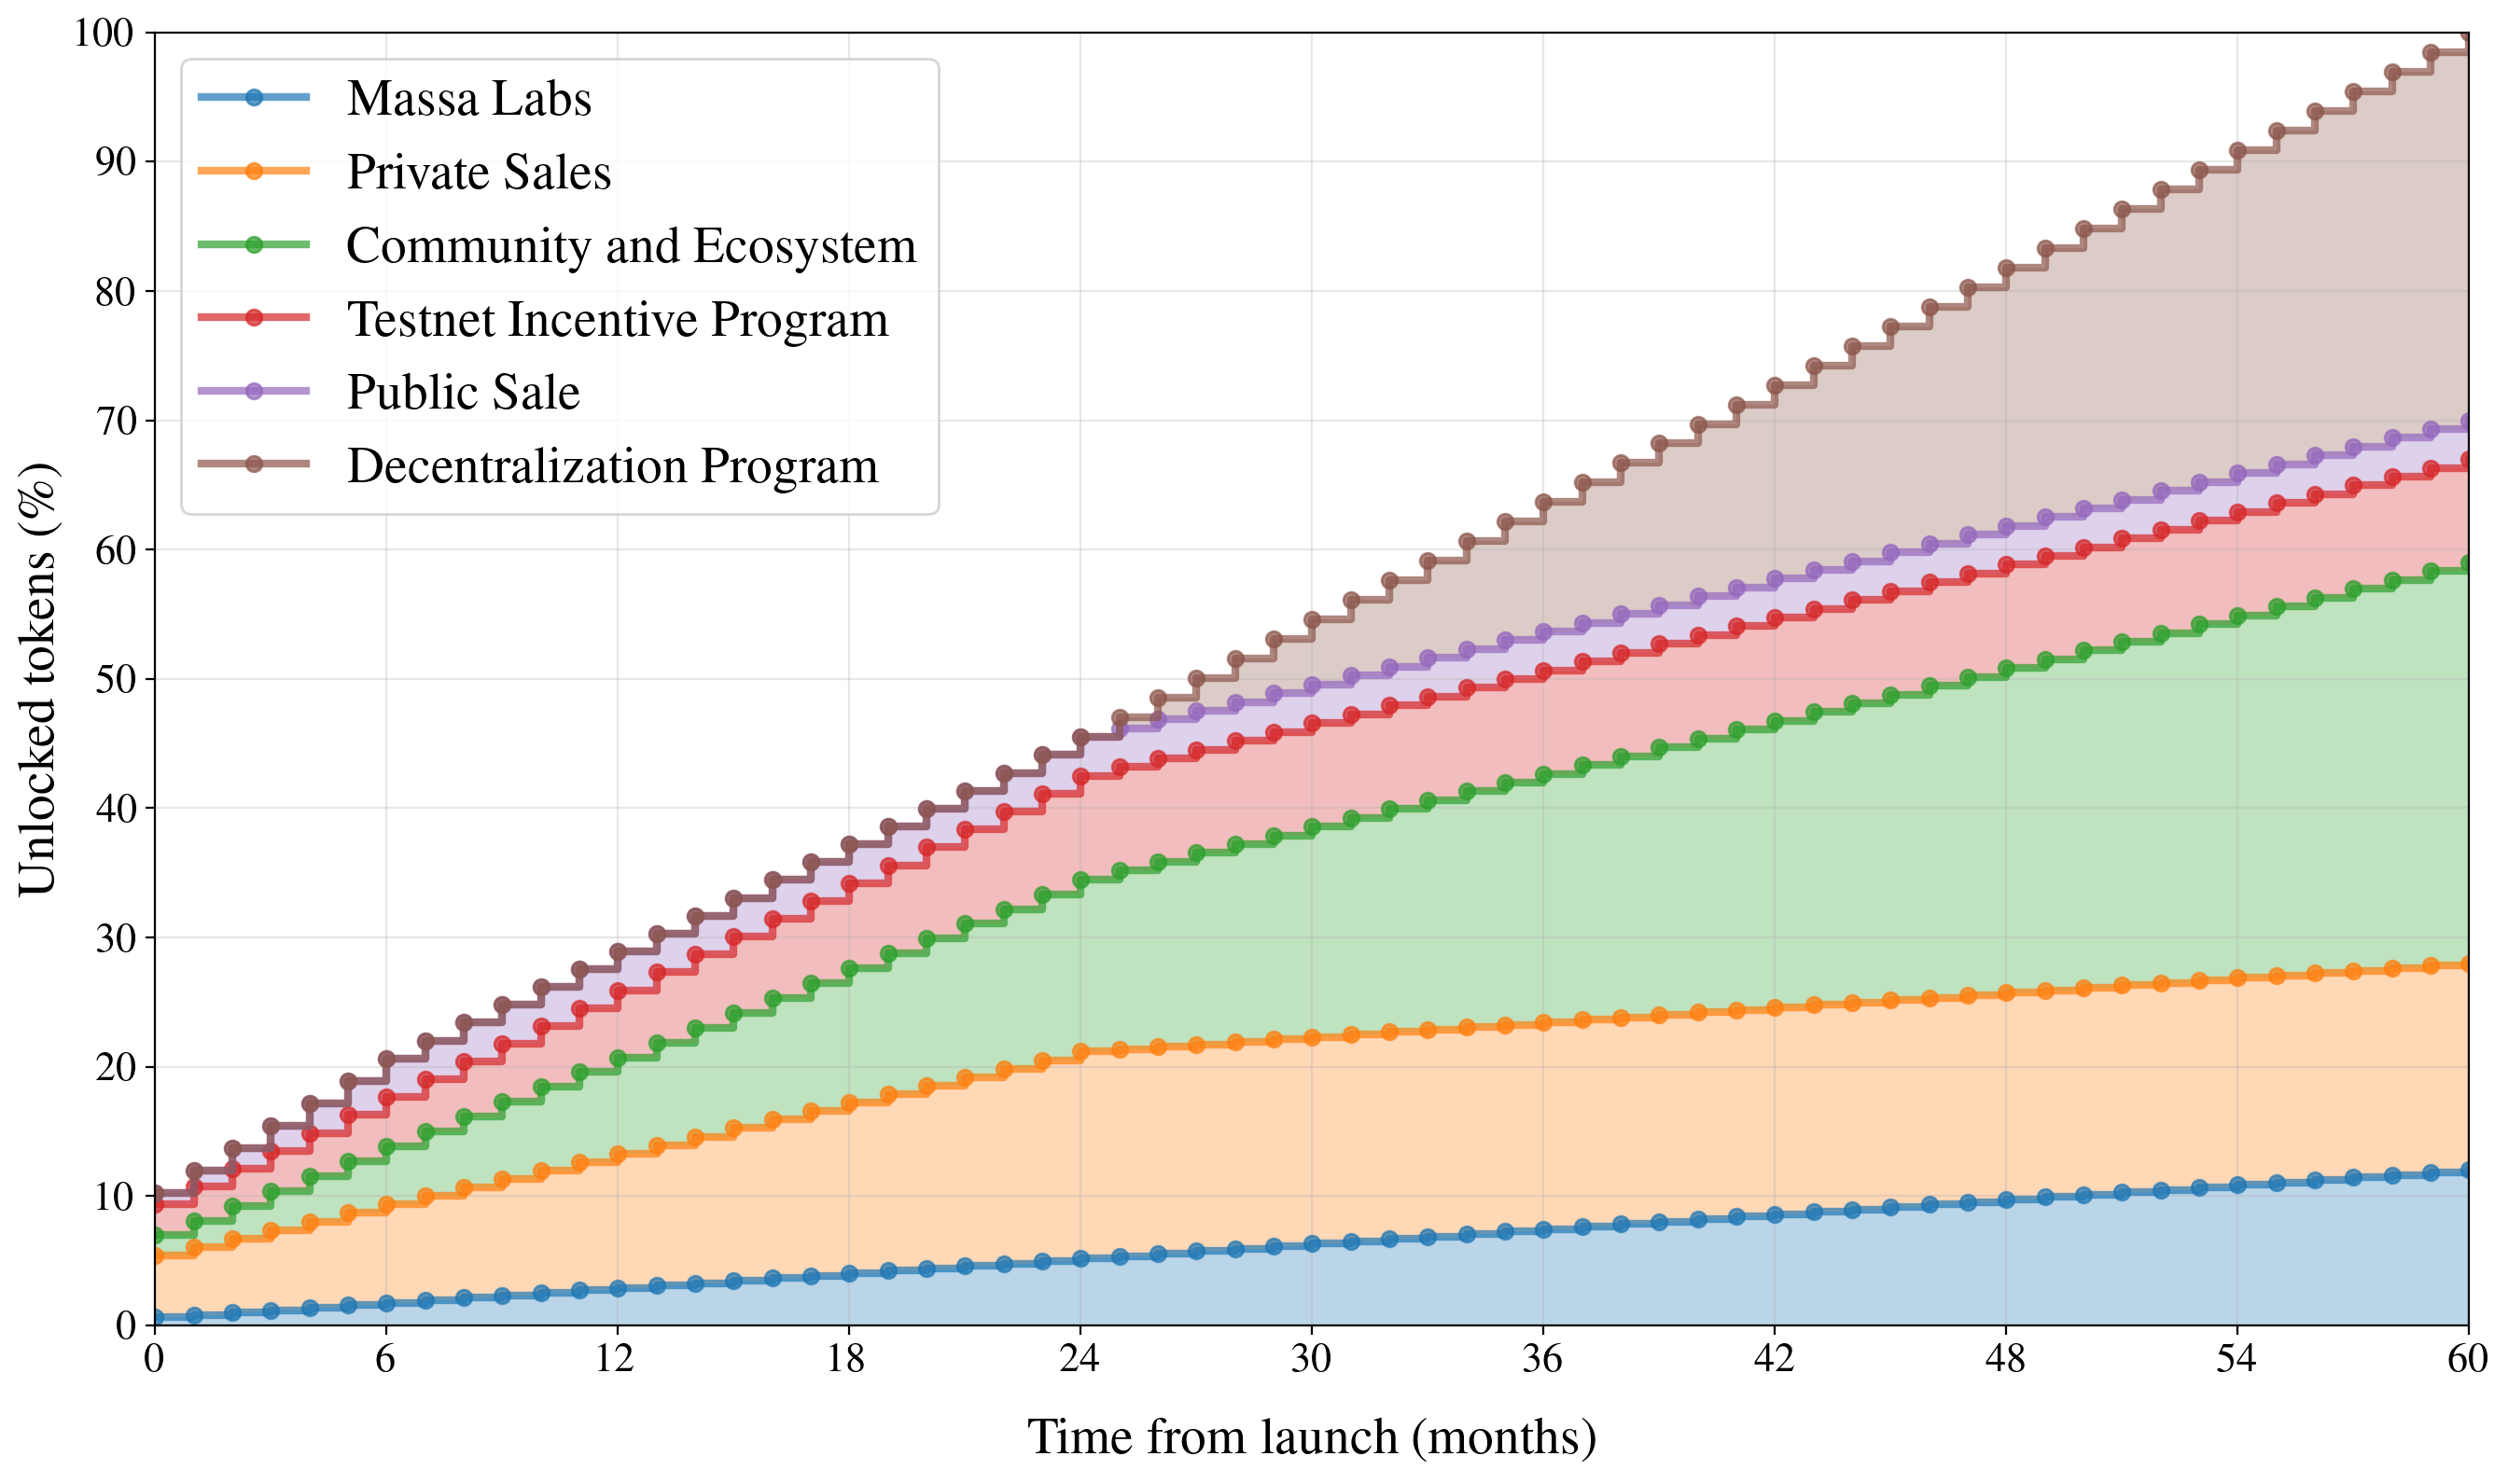 100
90
80
70
60
50
40
30
20
10
0
Unlocked tokens (%)
Massa Labs
Private Sales
Community and Ecosystem
Testnet Incentive Program
Public Sale
Decentralization Program
0 6 12 18 24 30 36 42 48 54 60
Time from launch (months)